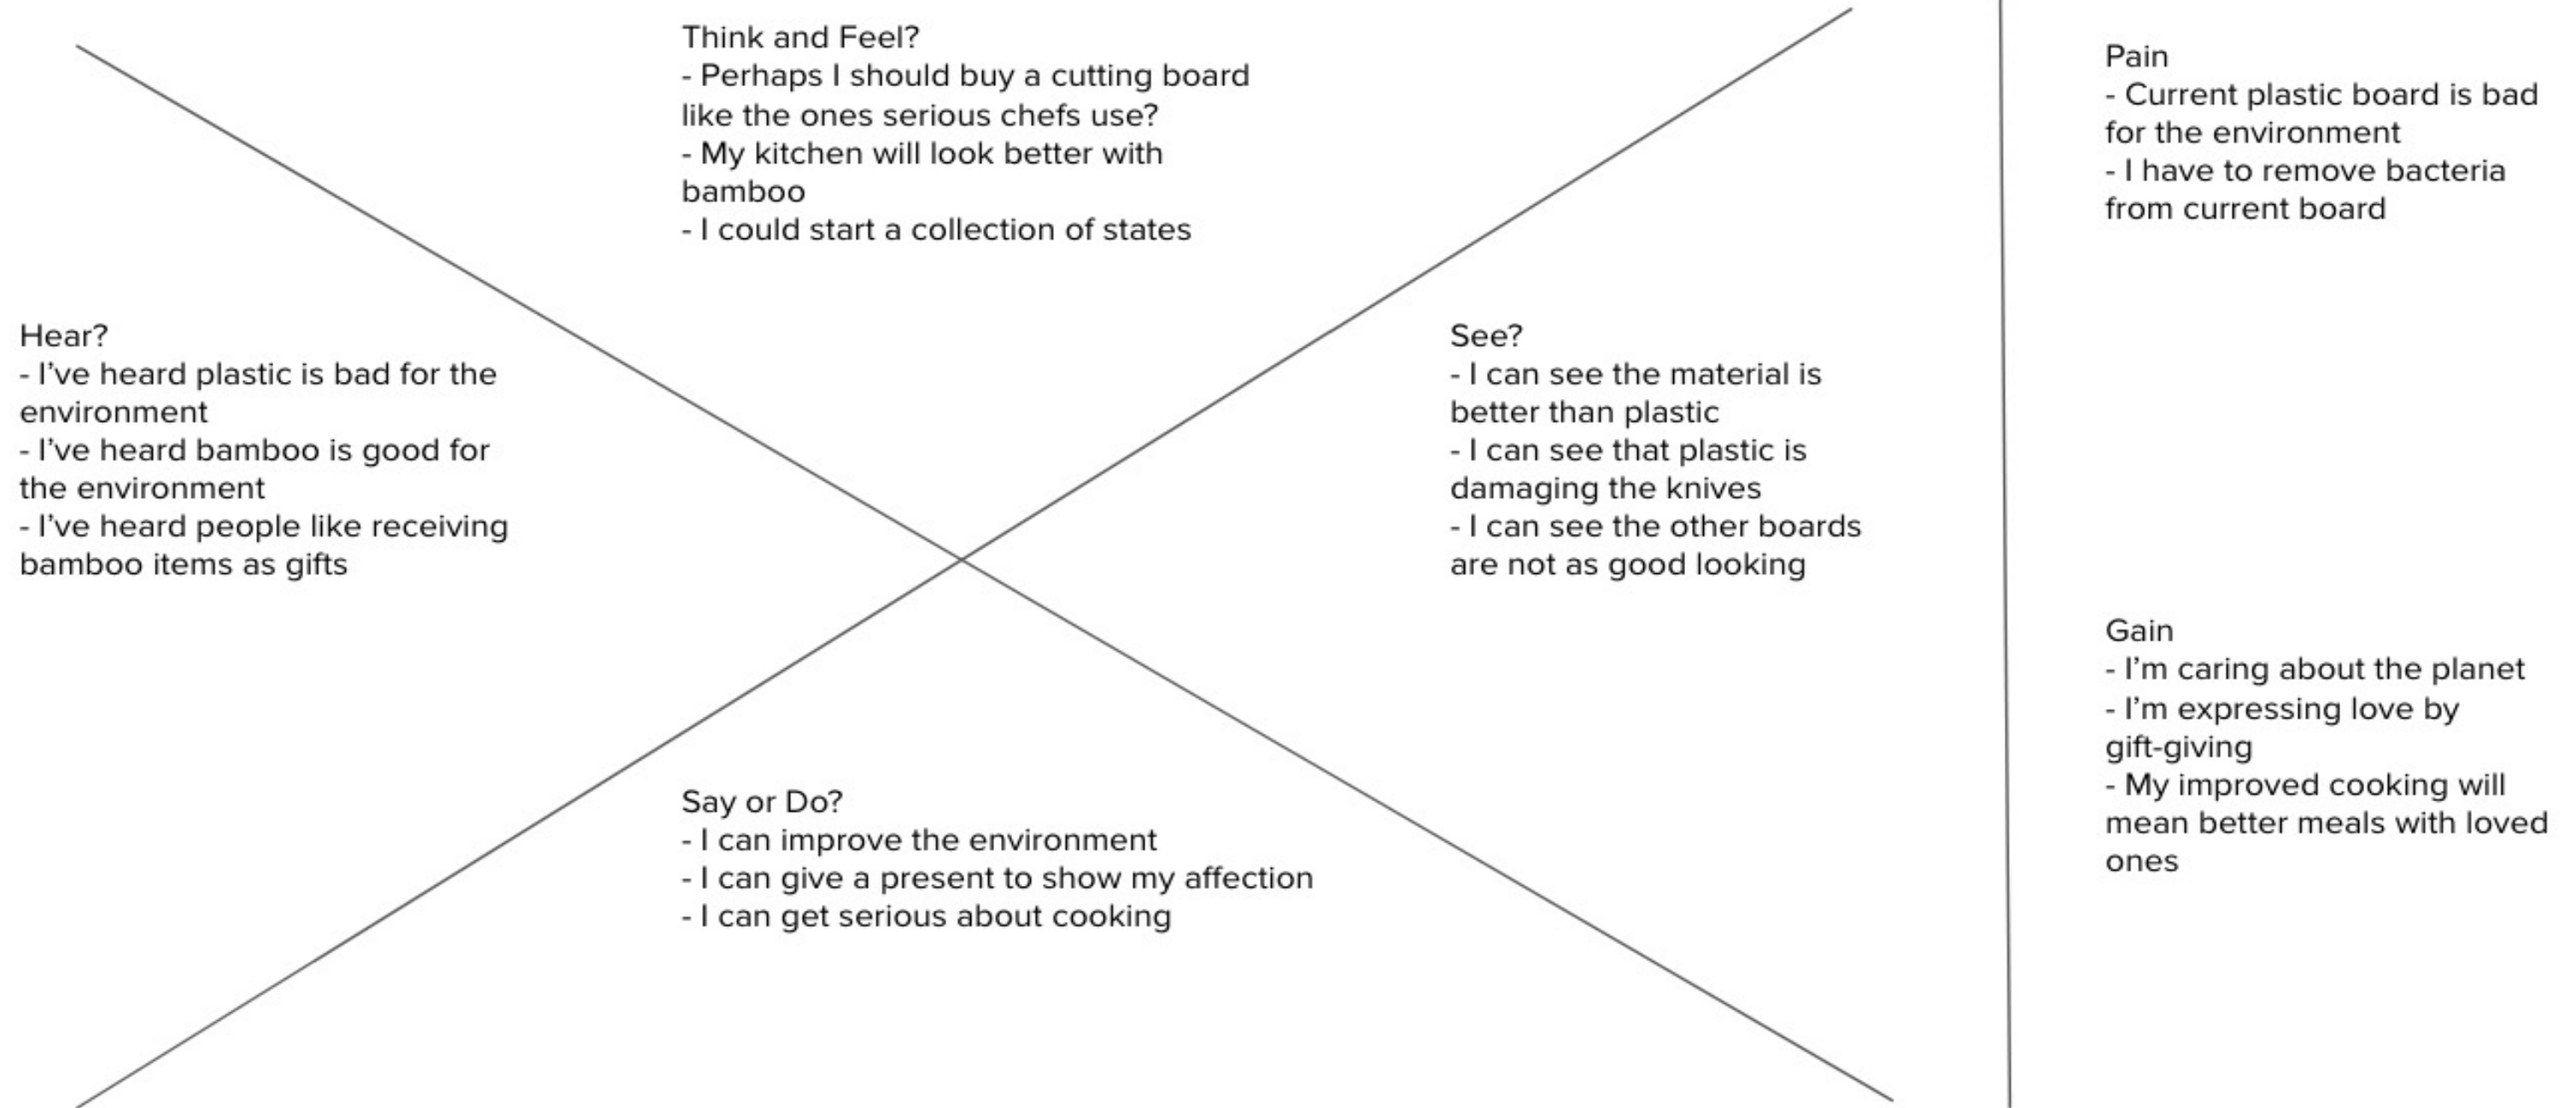 Think and Feel?
- Perhaps I should buy a cutting board
like the ones serious chefs use?
- My kitchen will look better with
bamboo
- I could start a collection of states
Hear?
- I've heard plastic is bad for the
environment
- I've heard bamboo is good for
the environment
- I've heard people like receiving
bamboo items as gifts
See?
- I can see the material is
better than plastic
- I can see that plastic is
damaging the knives
- I can see the other boards
are not as good looking
Say or Do?
- I can improve the environment
- I can give a present to show my affection
- I can get serious about cooking
Pain
- Current plastic board is bad
for the environment
- I have to remove bacteria
from current board
Gain
- I'm caring about the planet
- I'm expressing love by
gift-giving
- My improved cooking will
mean better meals with loved
ones